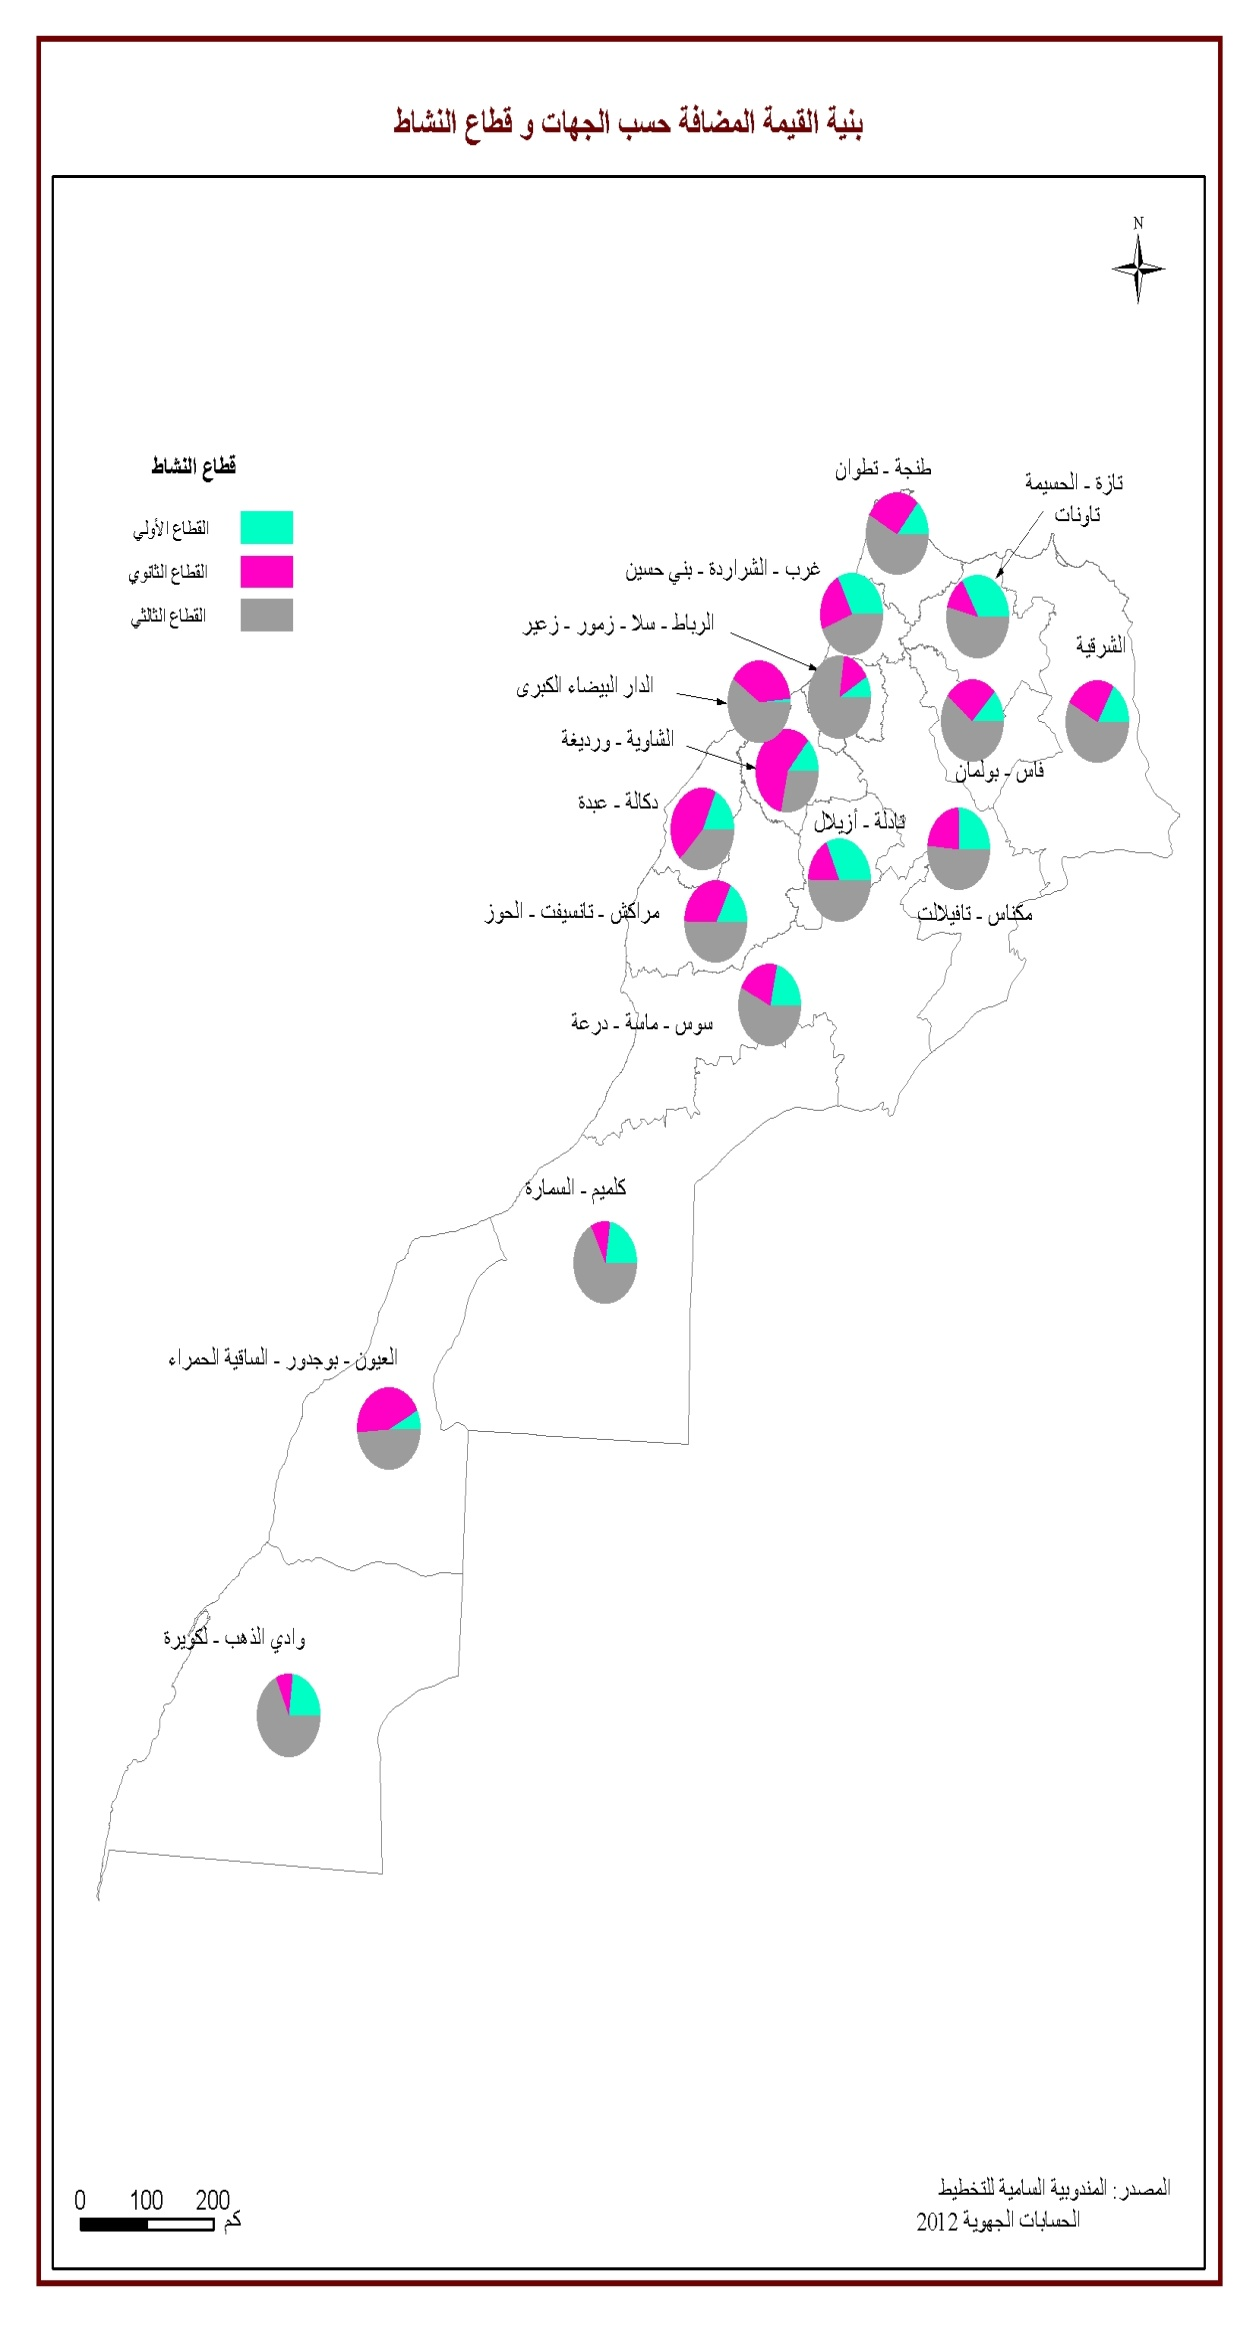 بنية القيمة المضافة حسب الجهات و قطاع النشاط
N
قطاع النشاط
القطاع الأولي
القطاع الثانوي
القطاع الثالثي
طنجة - تطوان
تازة - الحسيمة
تاونات
غرب - الشراردة - بني حسين
الرباط - سلا - زمور - زعير
الشرقية
الدار البيضاء الكبرى
الشاوية - ورديغة
فاس - بولمان
دكالة - عبدة
تادلة - أزيلال
مكناس - تافيلالت
مراكش - تانسيفت - الحوز
سوس - ماسة - درعة
كلميم - السمارة
العيون - بوجدور - الساقية الحمراء
وادي الذهب - لكويرة
المصدر: المندوبية السامية للتخطيط
الحسابات الجهوية 2012
0 100 200
كم